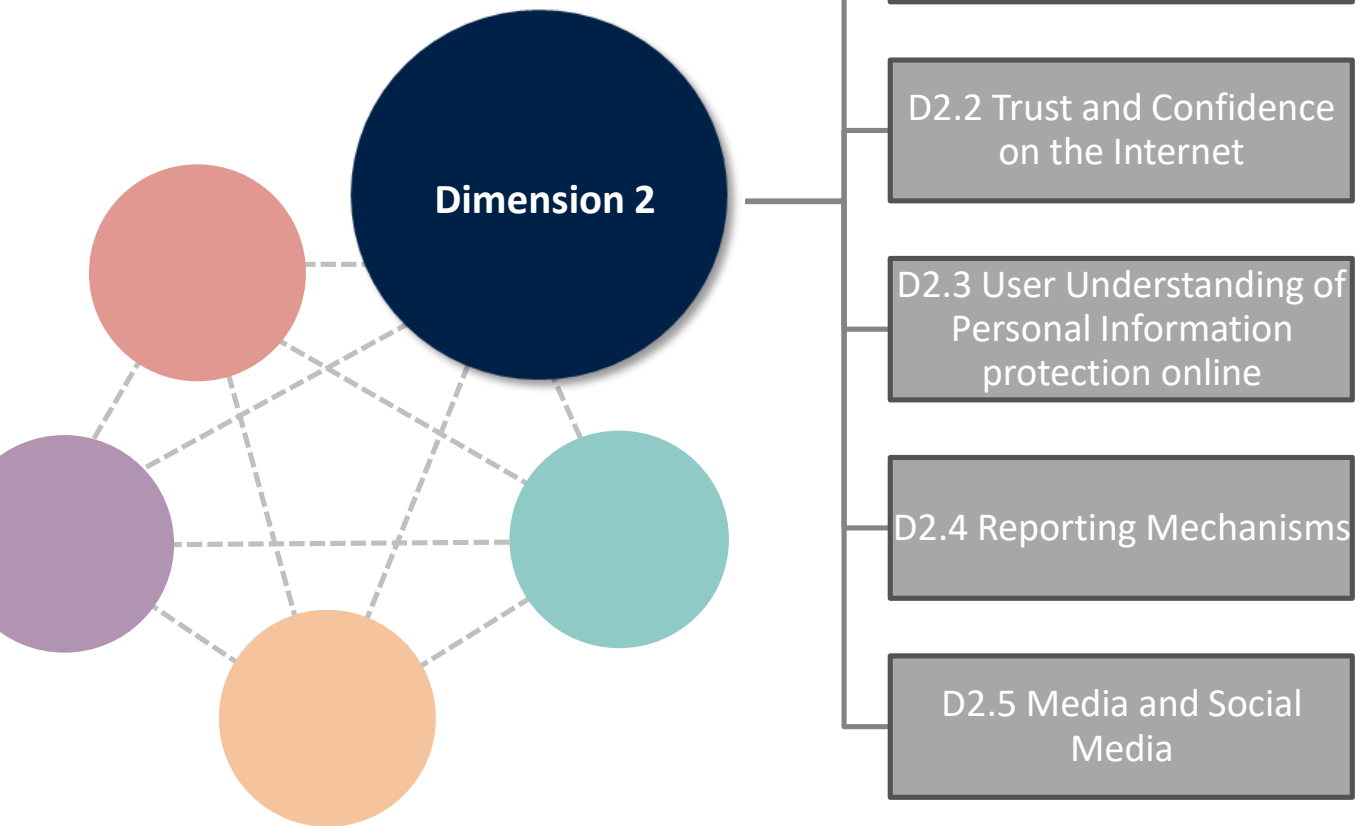 Dimension 2
D2.2 Trust and Confidence
on the Internet
D2.3 User Understanding of
Personal Information
protection online
D2.4 Reporting Mechanisms
D2.5 Media and Social
Media